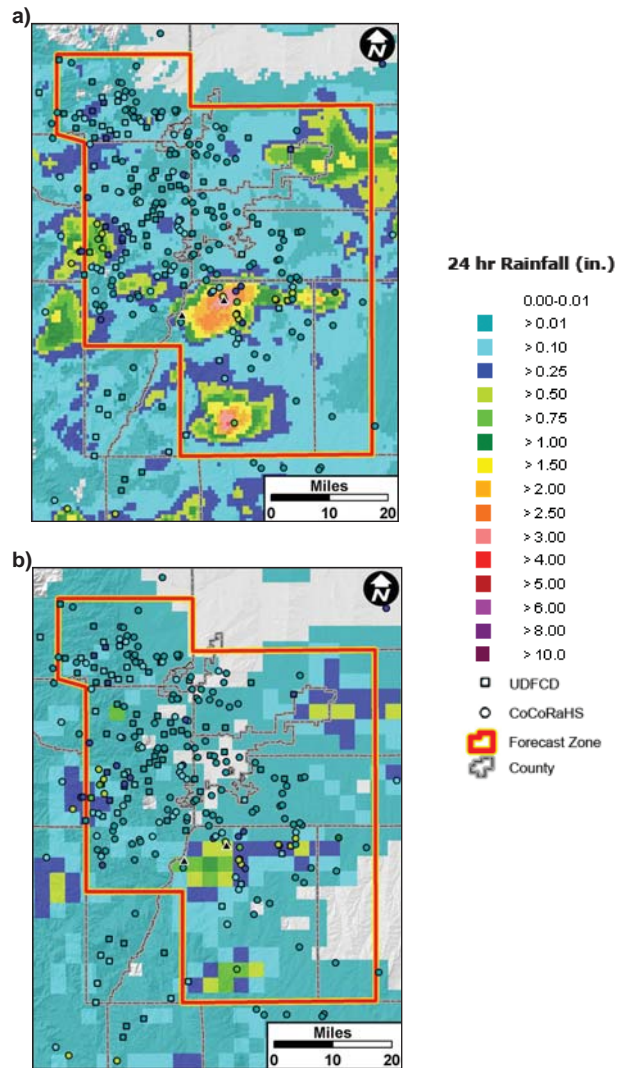 a)
N
Miles
0 10 20
b)
N
Miles
0 10 20
24 hr Rainfall (in.)
0.00-0.01
> 0.01
> 0.10
> 0.25
> 0.50
> 0.75
> 1.00
> 1.50
> 2.00
> 2.50
> 3.00
> 4.00
> 5.00
> 6.00
> 8.00
> 10.0
UDFCD
CoCoRaHS
Forecast Zone
County